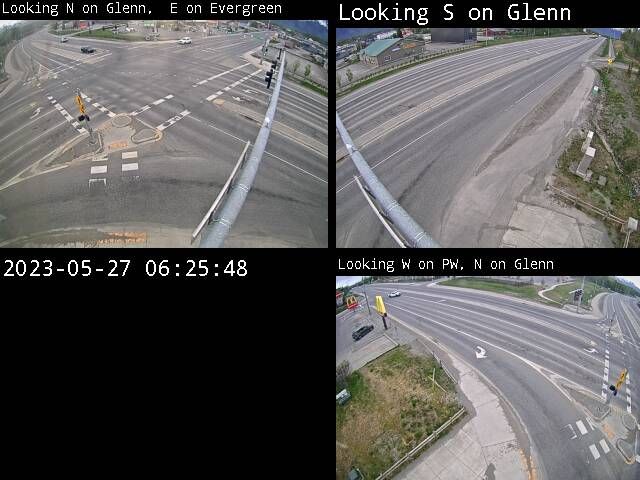 Looking N on Glenn,  E on Evergreen
Looking S on Glenn
2023-05-27 06:25:48
Looking W on PW, N on Glenn